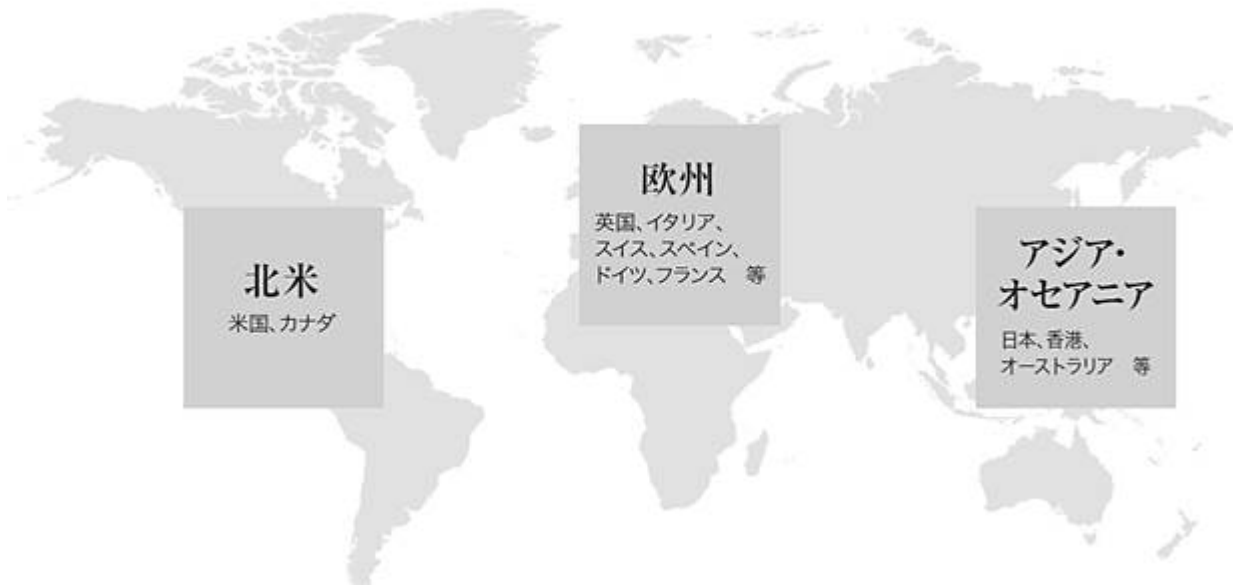 北米
米国、カナダ
欧州
英国、イタリア、
スイス、スペイン、
ドイツ、フランス　等
アジア・
オセアニア
日本、香港、
オーストラリア　等